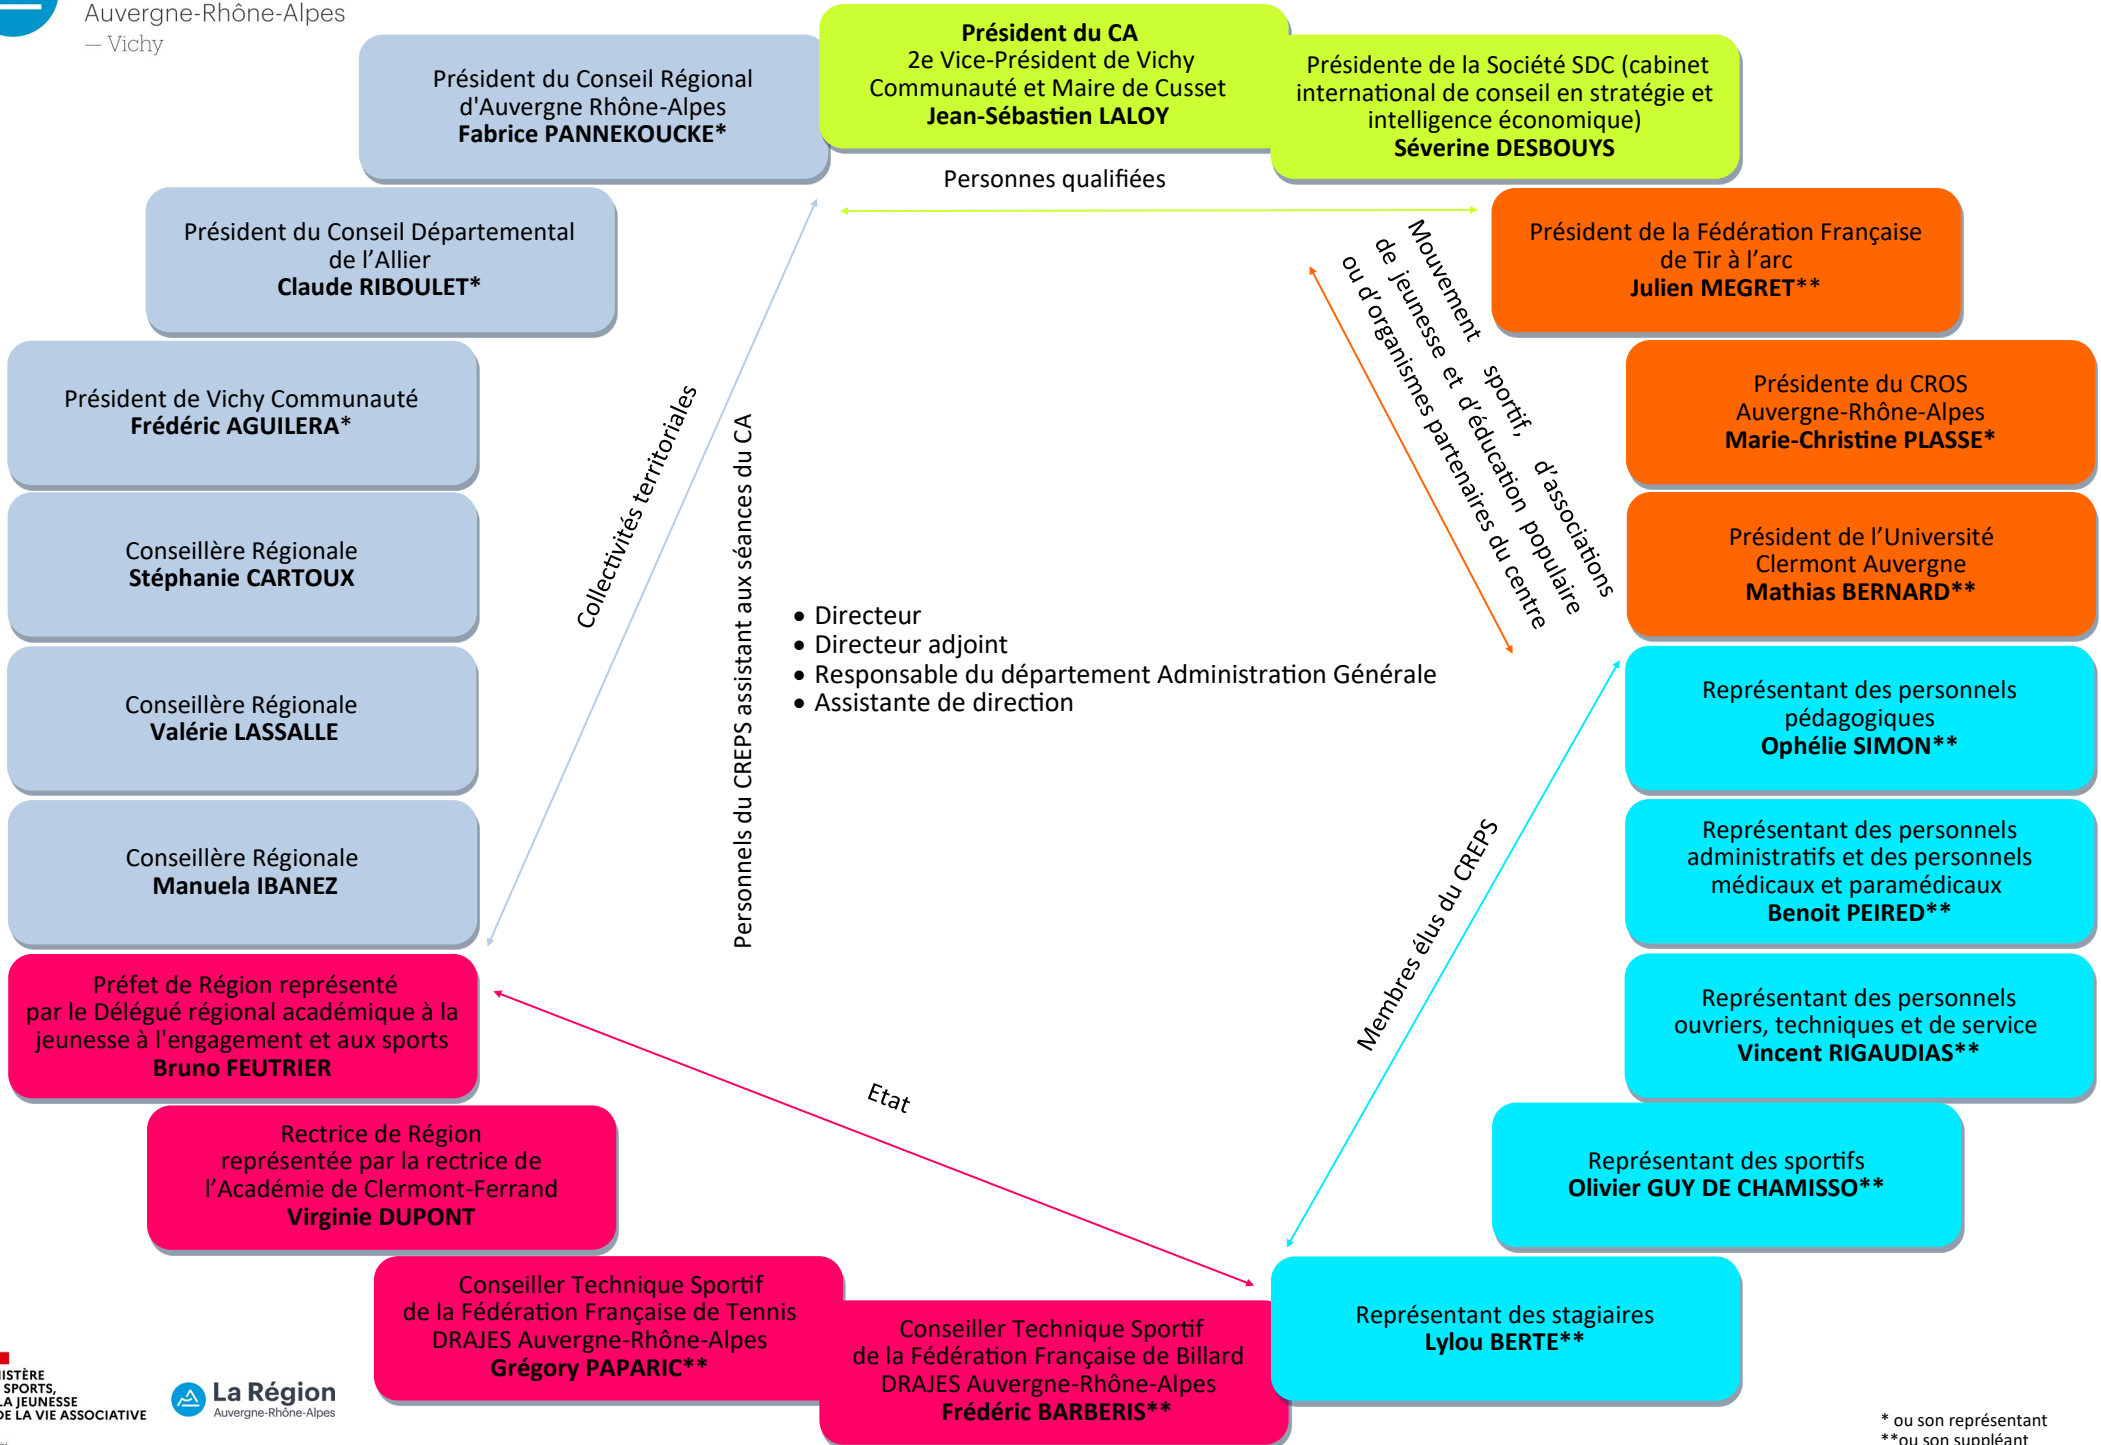 Auvergne-Rhône-Alpes
— Vichy
Président du CA
2e Vice-Président de Vichy
Communauté et Maire de Cusset
Jean-Sébastien LALOY
Présidente de la Société SDC (cabinet
international de conseil en stratégie et
intelligence économique)
Séverine DESBOUYS
Personnes qualifiées
Président du Conseil Régional
d'Auvergne Rhône-Alpes
Fabrice PANNEKOUCKE*
Président du Conseil Départemental
de l’Allier
Claude RIBOULET*
Président de Vichy Communauté
Frédéric AGUILERA*
Conseillère Régionale
Stéphanie CARTOUX
Conseillère Régionale
Valérie LASSALLE
Conseillère Régionale
Manuela IBANEZ
Collectivités territoriales
Personnels du CREPS assistant aux séances du CA
• Directeur
• Directeur adjoint
• Responsable du département Administration Générale
• Assistante de direction
Mouvement sportif, d’associations
de jeunesse et d’éducation populaire
ou d’organismes partenaires du centre
Président de la Fédération Française
de Tir à l’arc
Julien MEGRET**
Présidente du CROS
Auvergne-Rhône-Alpes
Marie-Christine PLASSE*
Président de l’Université
Clermont Auvergne
Mathias BERNARD**
Représentant des personnels
pédagogiques
Ophélie SIMON**
Représentant des personnels
administratifs et des personnels
médicaux et paramédicaux
Benoit PEIRED**
Représentant des personnels
ouvriers, techniques et de service
Vincent RIGAUDIAS**
Représentant des sportifs
Olivier GUY DE CHAMISSO**
Représentant des stagiaires
Lylou BERTE**
Membres élus du CREPS
Préfet de Région représenté
par le Délégué régional académique à la
jeunesse à l'engagement et aux sports
Bruno FEUTRIER
Rectrice de Région
représentée par la rectrice de
l’Académie de Clermont-Ferrand
Virginie DUPONT
Conseiller Technique Sportif
de la Fédération Française de Tennis
DRAJES Auvergne-Rhône-Alpes
Grégory PAPARIC**
Conseiller Technique Sportif
de la Fédération Française de Billard
DRAJES Auvergne-Rhône-Alpes
Frédéric BARBERIS**
Etat
ISTÈRE
SPORTS,
LA JEUNESSE
DE LA VIE ASSOCIATIVE
La Région
Auvergne-Rhône-Alpes
* ou son représentant
**ou son suppléant